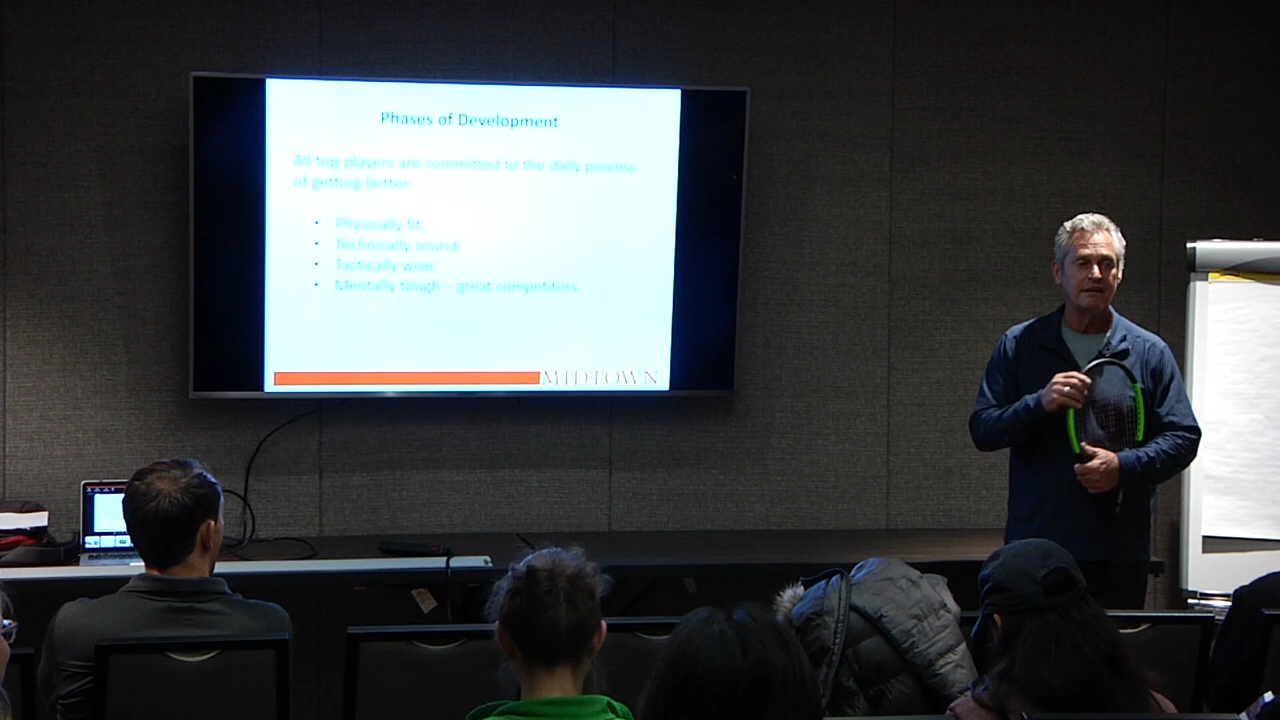 Phases of Development
All top players are committed to the daily process
of getting better:
• Physically fit.
• Technically sound.
• Tactically wise.
• Mentally tough – great competitors.
MIDTOWN